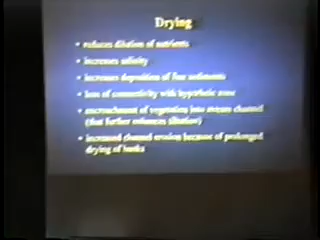 Drying
• reduces dilution of nutrients
• increases salinity
• increases deposition of fine sediments
• loss of connectivity with hyporheic zone
• encroachment of vegetation into stream channel
(that further enhances siltation)
• increased channel erosion because of prolonged
drying of banks